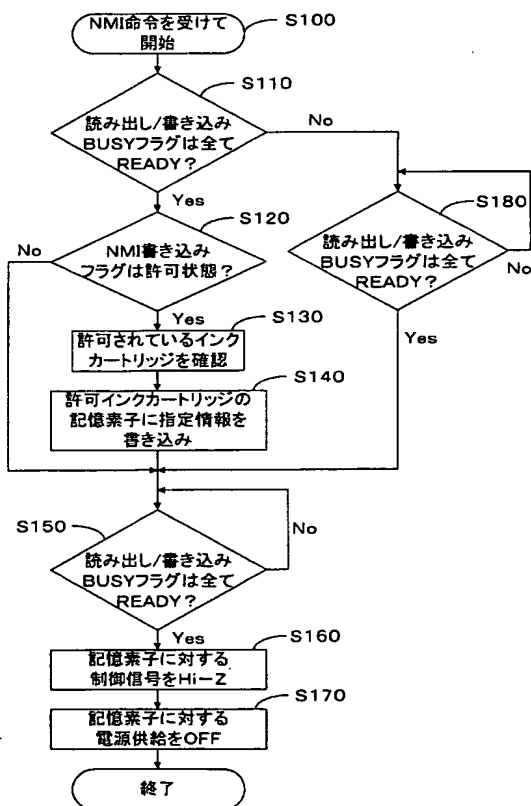 NMI命令を受けて
開始
S100
S110
読み出し/書き込み
BUSYフラグは全て
READY?
No
Yes
S120
S180
NMI書き込み
フラグは許可状態?
No
読み出し/書き込み
BUSYフラグは全て
READY?
No
Yes
Yes
S130
許可されているインク
カートリッジを確認
S140
許可インクカートリッジの
記憶素子に指定情報を
書き込み
S150
No
読み出し/書き込み
BUSYフラグは全て
READY?
Yes
S160
記憶素子に対する
制御信号をHi-Z
S170
記憶素子に対する
電源供給をOFF
終了